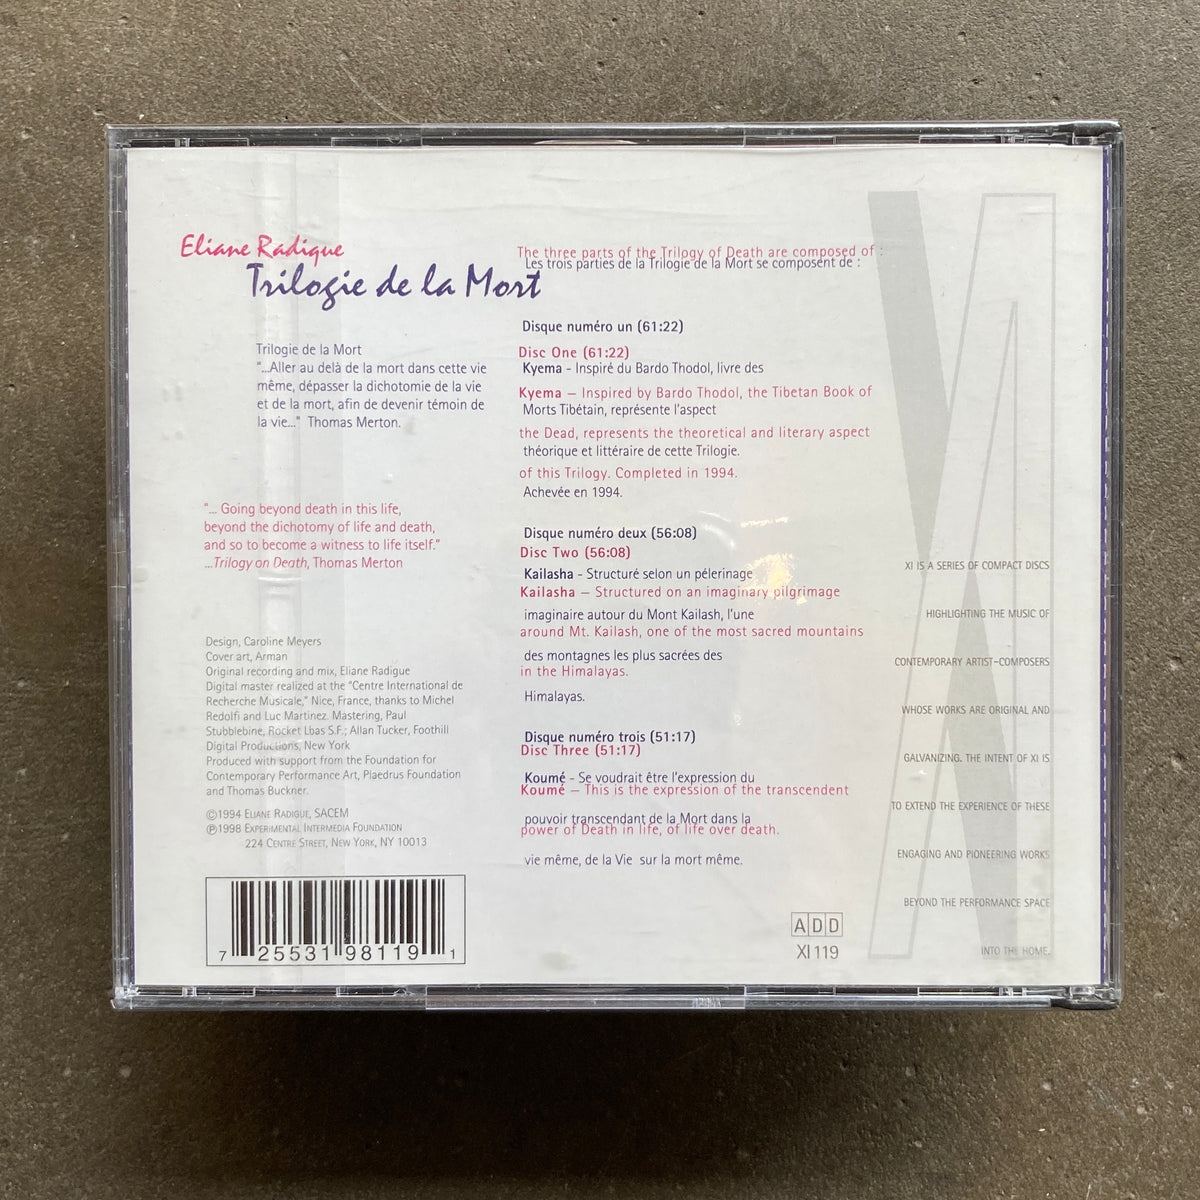 Eliane Radique
Trilogie de la Mort
Trilogie de la Mort
"...Aller au delà de la mort dans cette vie
même, dépasser la dichotomie de la vie
et de la mort, afin de devenir témoin de
la vie..."  Thomas Merton.
"... Going beyond death in this life,
beyond the dichotomy of life and death,
and so to become a witness to life itself."
...Trilogy on Death, Thomas Merton
Design, Caroline Meyers
Cover art, Arman
Original recording and mix, Eliane Radigue
Digital master realized at the "Centre International de
Recherche Musicale," Nice, France, thanks to Michel
Redolfi and Luc Martinez. Mastering, Paul
Stubblebine, Rocket Lbas S.F.; Allan Tucker, Foothill
Digital Productions, New York
Produced with support from the Foundation for
Contemporary Performance Art, Plaedrus Foundation
and Thomas Buckner.
©1994 ELIANE RADIGUE, SACEM
℗1998 EXPERIMENTAL INTERMEDIA FOUNDATION
224 CENTRE STREET, NEW YORK, NY 10013
7 25531 98119 1
The three parts of the Trilogy of Death are composed of :
Les trois parties de la Trilogie de la Mort se composent de :
Disque numéro un (61:22)
Disc One (61:22)
Kyema - Inspiré du Bardo Thodol, livre des
Kyema – Inspired by Bardo Thodol, the Tibetan Book of
Morts Tibétain, représente l'aspect
the Dead, represents the theoretical and literary aspect
théorique et littéraire de cette Trilogie.
of this Trilogy. Completed in 1994.
Achevée en 1994.
Disque numéro deux (56:08)
Disc Two (56:08)
Kailasha - Structuré selon un pélerinage
Kailasha – Structured on an imaginary pilgrimage
imaginaire autour du Mont Kailash, l'une
around Mt. Kailash, one of the most sacred mountains
des montagnes les plus sacrées des
in the Himalayas.
Himalayas.
Disque numéro trois (51:17)
Disc Three (51:17)
Koumé - Se voudrait être l'expression du
Koumé – This is the expression of the transcendent
pouvoir transcendant de la Mort dans la
power of Death in life, of life over death.
vie même, de la Vie  sur la mort même.
ADD
XI 119
XI
XI IS A SERIES OF COMPACT DISCS
HIGHLIGHTING THE MUSIC OF
CONTEMPORARY ARTIST-COMPOSERS
WHOSE WORKS ARE ORIGINAL AND
GALVANIZING. THE INTENT OF XI IS
TO EXTEND THE EXPERIENCE OF THESE
ENGAGING AND PIONEERING WORKS
BEYOND THE PERFORMANCE SPACE
INTO THE HOME.